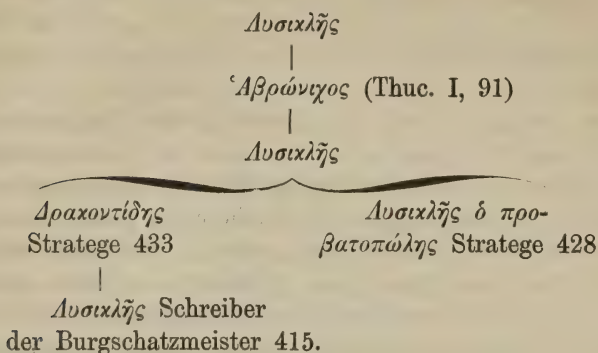 Λυσικλῆς
Ἁβρώνιχος (Thuc. I, 91)
Λυσικλῆς
Δρακοντίδης
Stratege 433
Λυσικλῆς ὁ προ-
βατοπώλης Stratege 428
Λυσικλῆς Schreiber
der Burgschatzmeister 415.